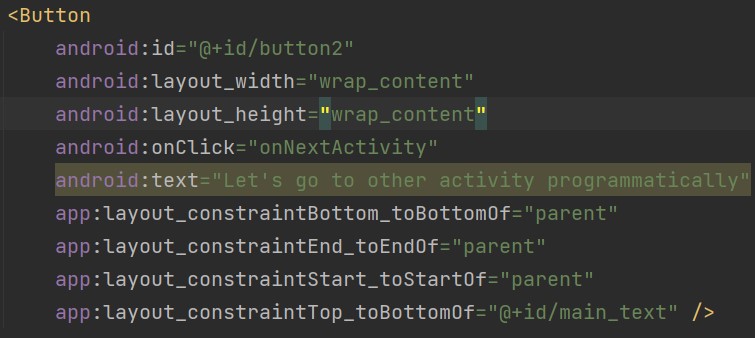 <Button
android:id="@+id/button2"
android:layout_width="wrap_content"
android:layout_height="wrap_content"
android:onClick="onNextActivity"
android:text="Let's go to other activity programmatically"
app:layout_constraintBottom_toBottomOf="parent"
app:layout_constraintEnd_toEndOf="parent"
app:layout_constraintStart_toStartOf="parent"
app:layout_constraintTop_toBottomOf="@+id/main_text" />